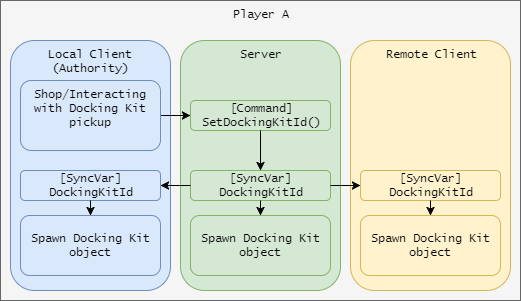 Player A
Local Client
(Authority)
Server
Remote Client
Shop/Interacting
with Docking Kit
pickup
[Command]
SetDockingKitId()
[SyncVar]
DockingKitId
[SyncVar]
DockingKitId
[SyncVar]
DockingKitId
Spawn Docking Kit
object
Spawn Docking Kit
object
Spawn Docking Kit
object